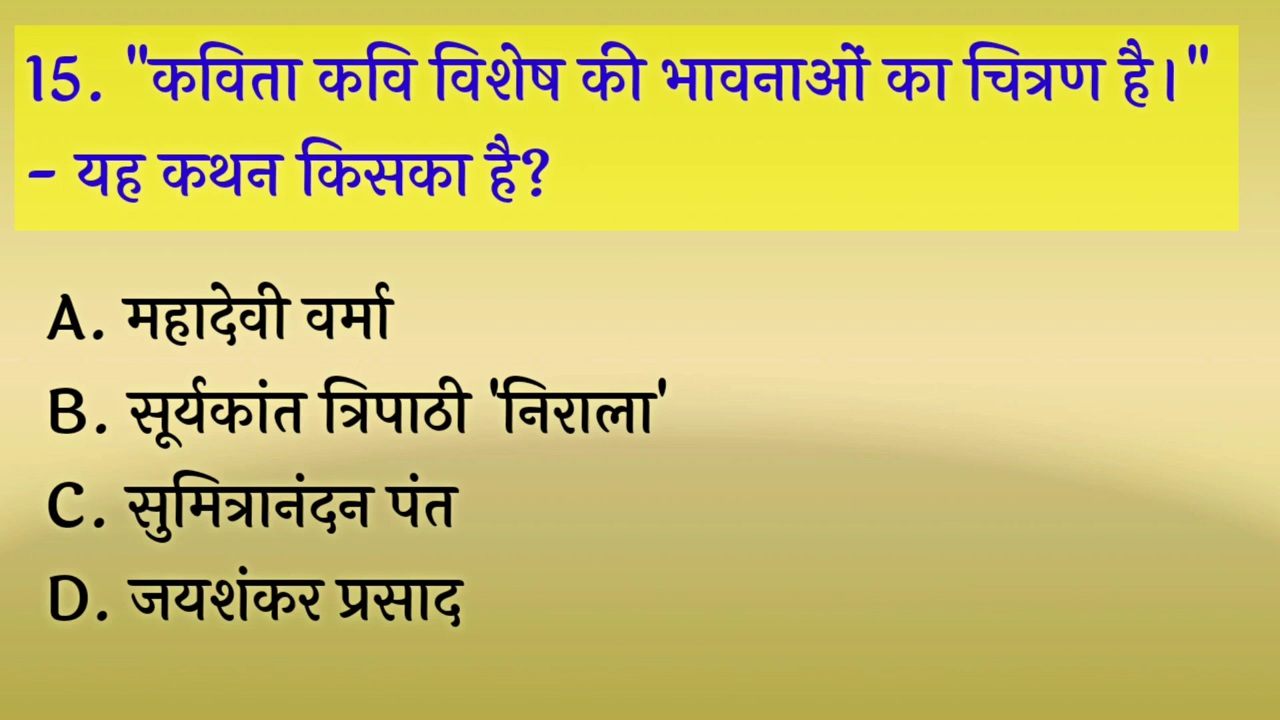 15. "कविता कवि विशेष की भावनाओं का चित्रण है।"
- यह कथन किसका है?
A. महादेवी वर्मा
B. सूर्यकांत त्रिपाठी 'निराला'
C. सुमित्रानंदन पंत
D. जयशंकर प्रसाद